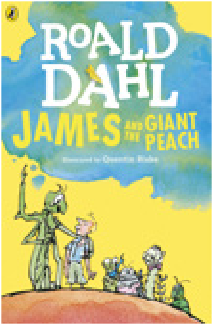 ROALD
DAHL
JAMES AND THE GIANT PEACH
Illustrated by Quentin Blake